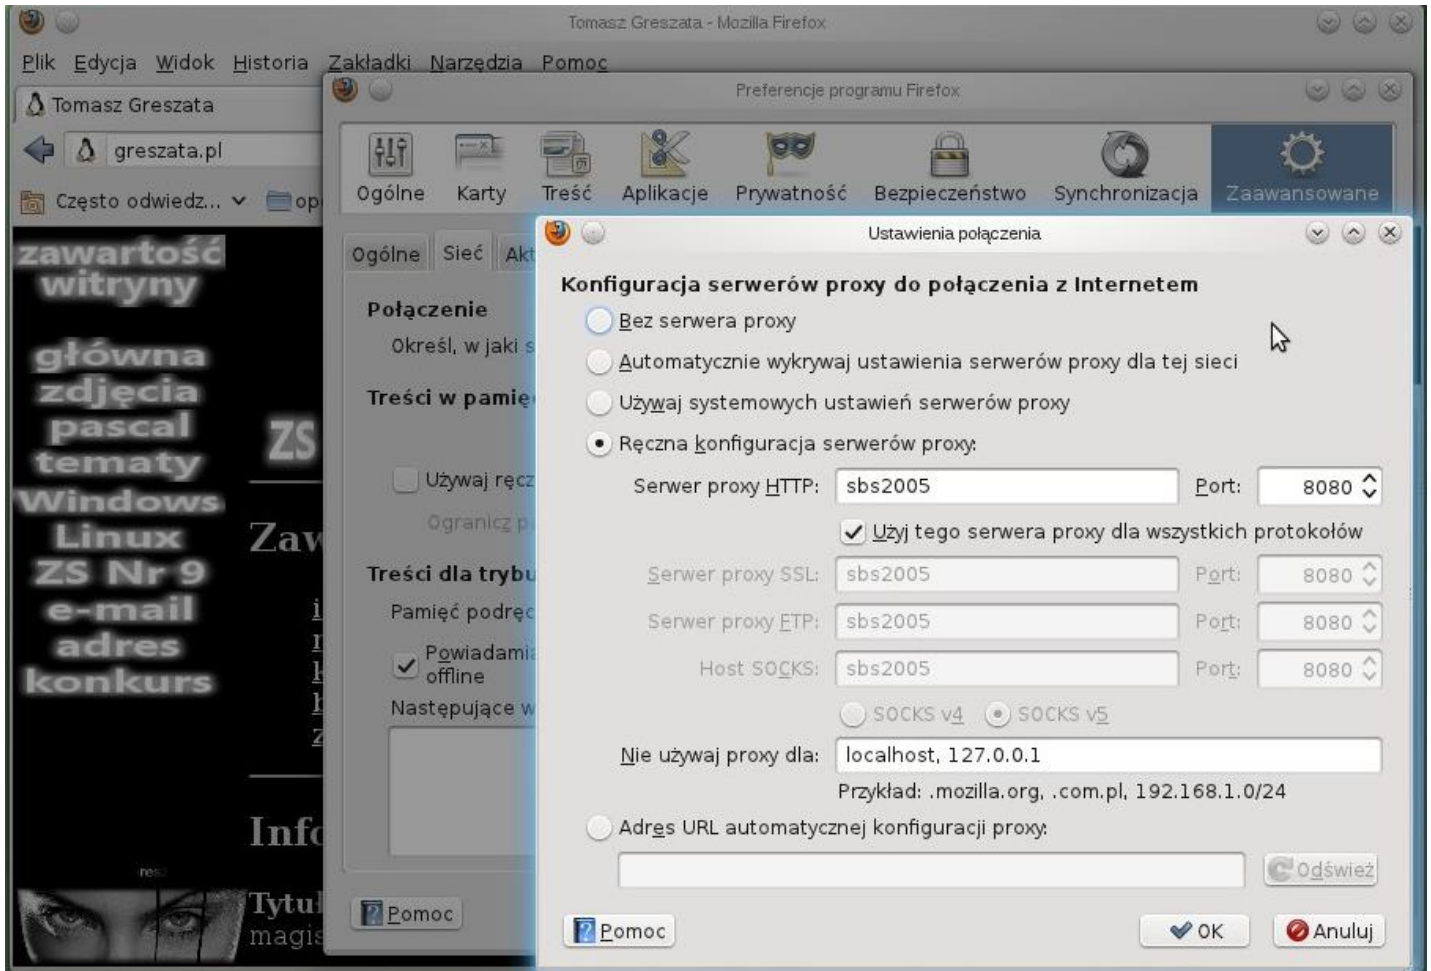 Tomasz Greszata - Mozilla Firefox
Plik Edycja Widok Historia Zakładki Narzędzia Pomoc
Tomasz Greszata
greszata.pl
Często odwiedz...
zawartość
witryny
główna
zdjęcia
pascal
tematy
Windows
Linux
ZS Nr 9
e-mail
adres
konkurs
ZS
Preferencje programu Firefox
Ogólne Karty Treść Aplikacje Prywatność Bezpieczeństwo Synchronizacja Zaawansowane
Ogólne Sieć
Połączenie
Określ, w jaki
Treści w
Używaj
Treści dla
Pamięć
offline
Następujące
Pomoc
Ustawienia połączenia
Konfiguracja serwerów proxy do połączenia z Internetem
Bez serwera proxy
Automatycznie wykrywaj ustawienia serwerów proxy dla tej sieci
Używaj systemowych ustawień serwerów proxy
Ręczna konfiguracja serwerów proxy:
Serwer proxy HTTP: sbs2005 Port: 8080
Użyj tego serwera proxy dla wszystkich protokołów
Serwer proxy SSL: sbs2005 Port: 8080
Serwer proxy FTP: sbs2005 Port: 8080
Host SOCKS: sbs2005 Port: 8080
SOCKS v4 SOCKS v5
Nie używaj proxy dla: localhost, 127.0.0.1
Przykład: .mozilla.org, .com.pl, 192.168.1.0/24
Adres URL automatycznej konfiguracji proxy:
Odśwież
Pomoc OK Anuluj